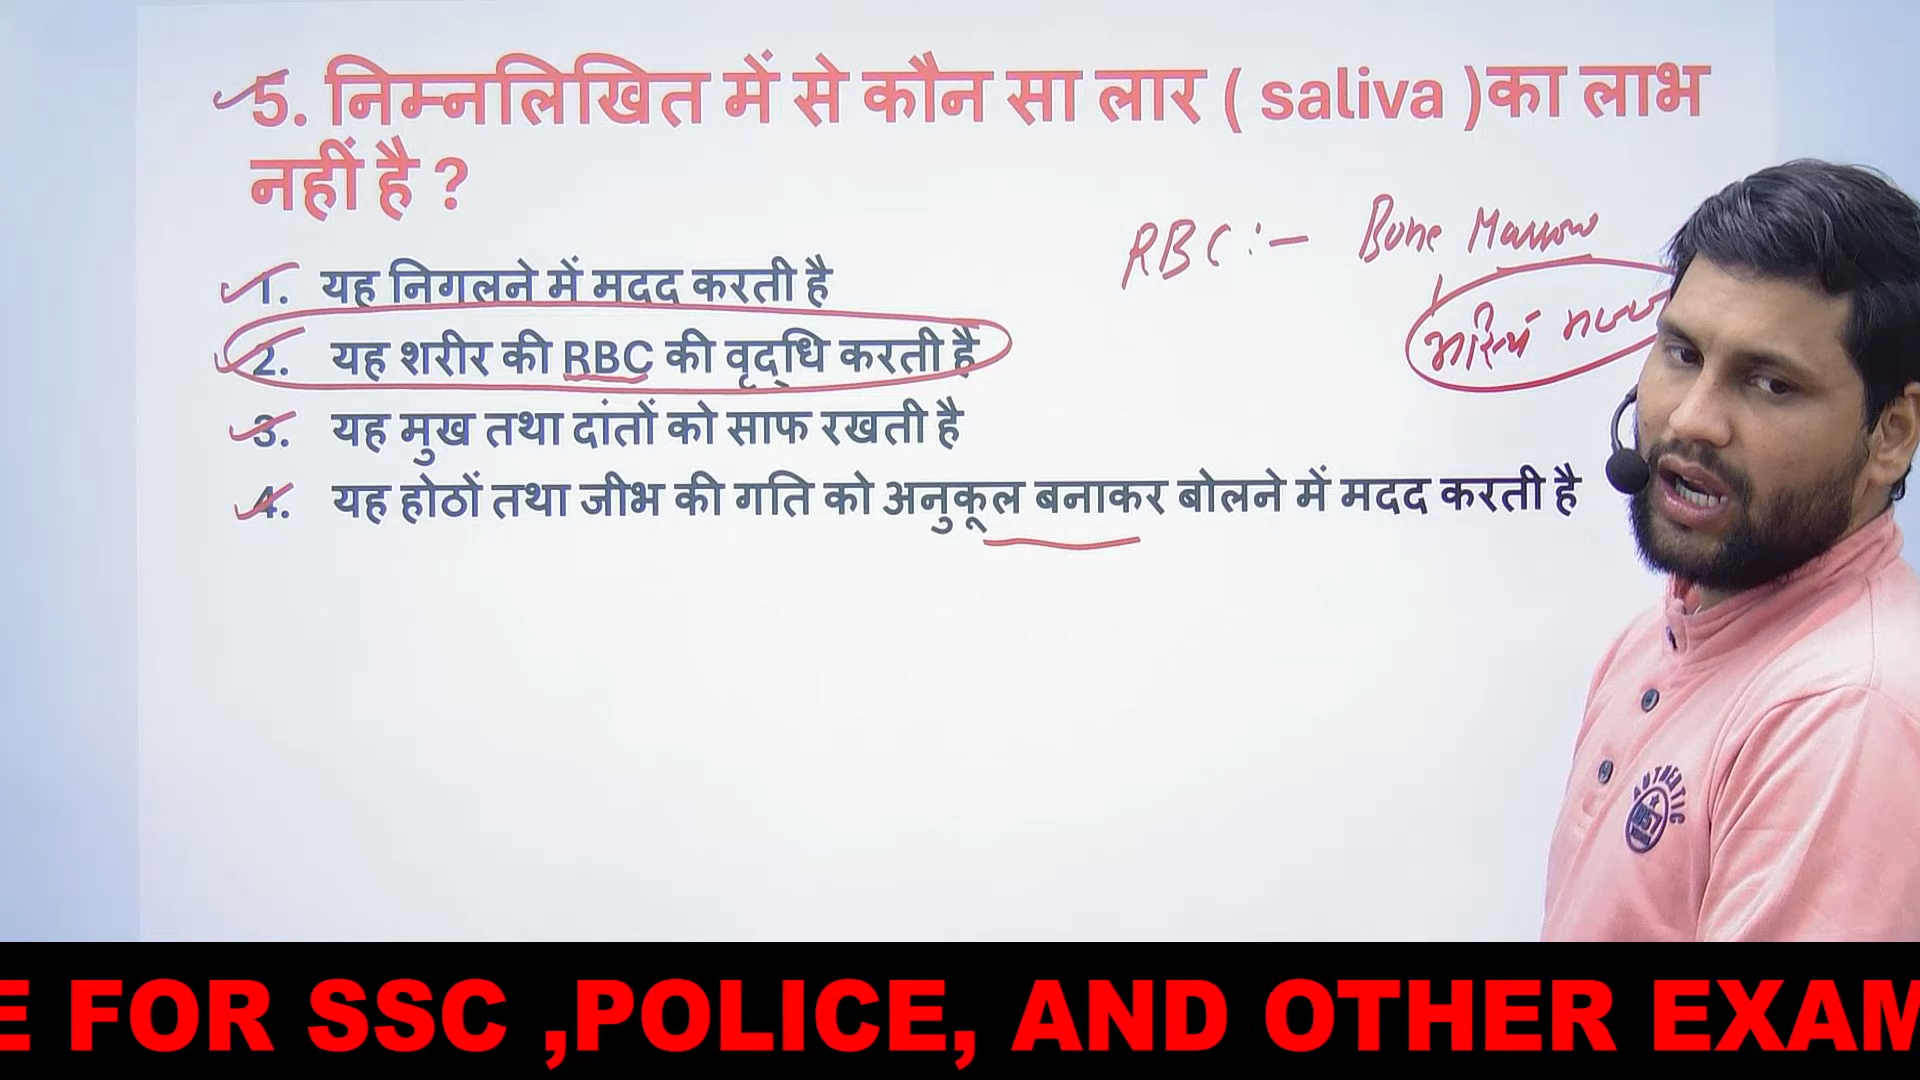 5. निम्नलिखित में से कौन सा लार ( saliva )का लाभ
नहीं है ?
RBC :- Bone Marrow
1. यह निगलने में मदद करती है
2. यह शरीर की RBC की वृद्धि करती है
3. यह मुख तथा दांतों को साफ रखती है
4. यह होठों तथा जीभ की गति को अनुकूल बनाकर बोलने में मदद करती है
AUTHENTIC
E FOR SSC ,POLICE, AND OTHER EXAM